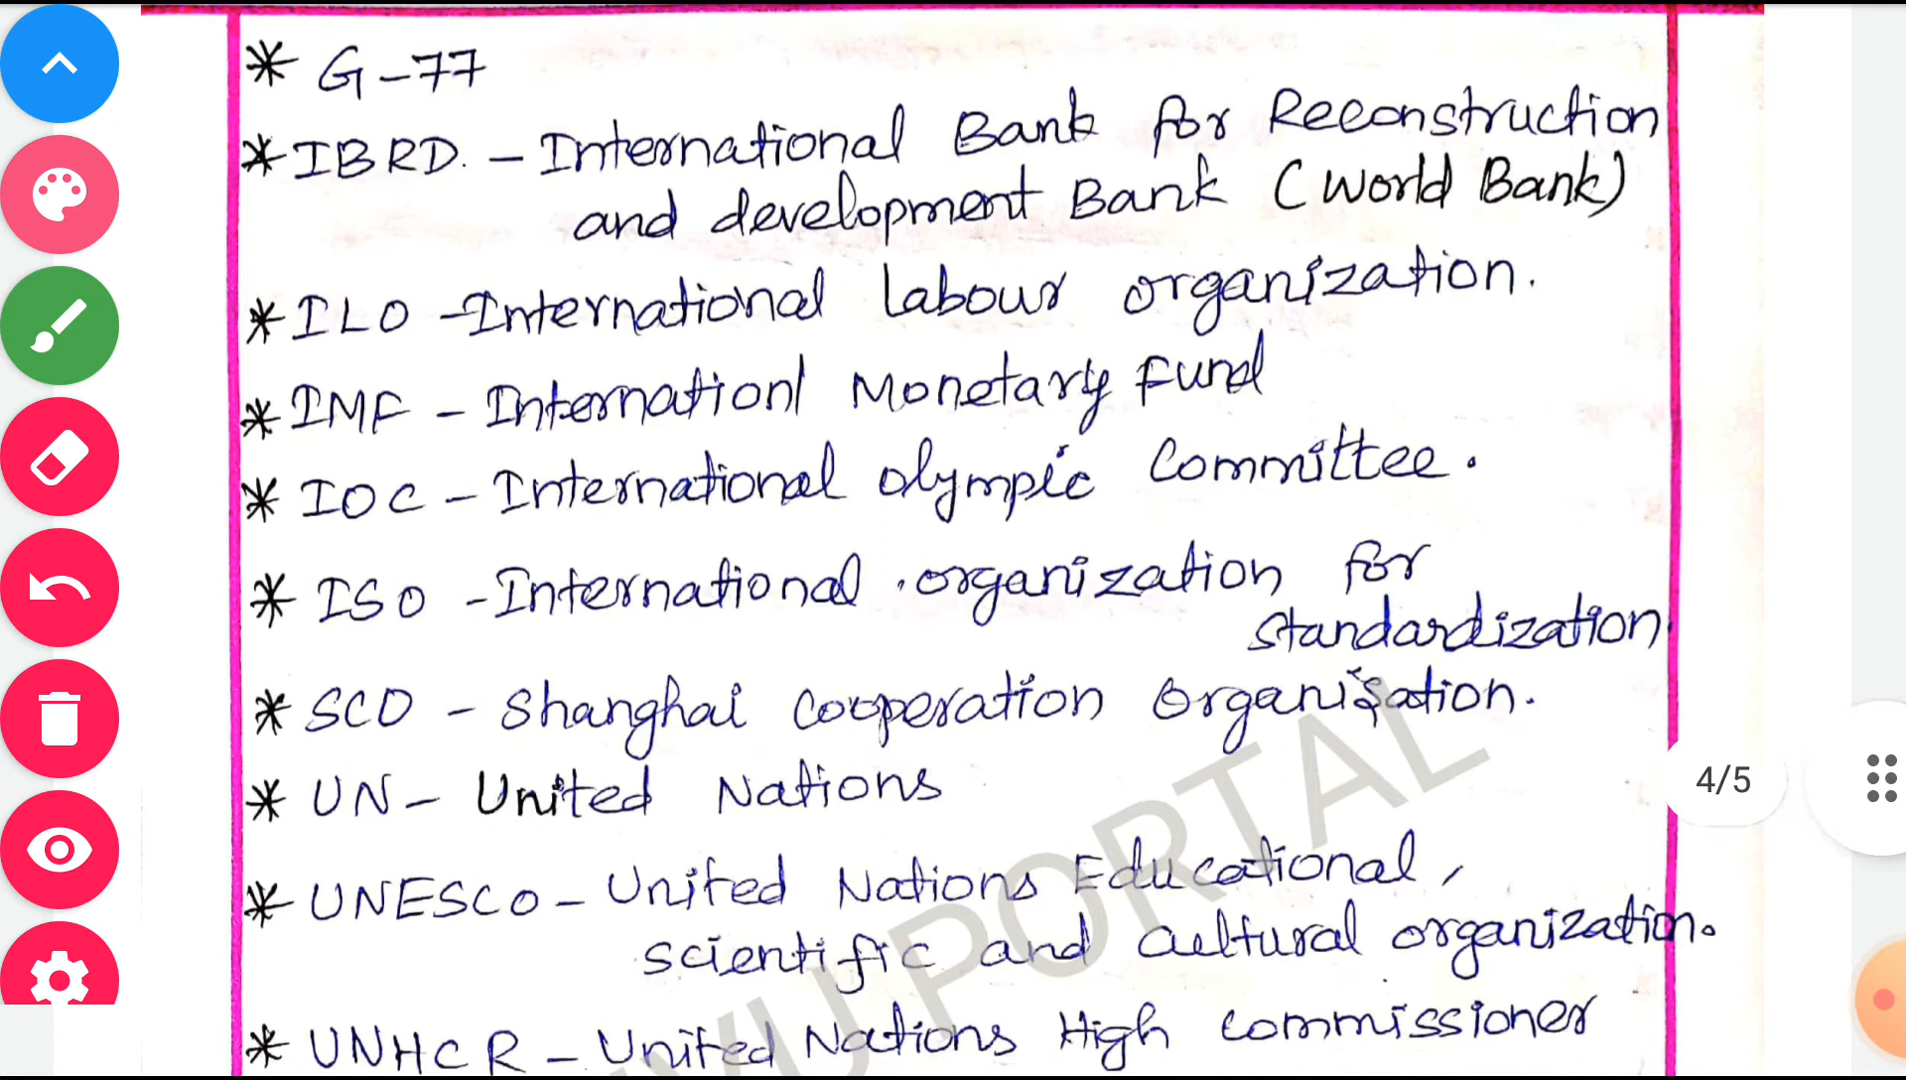 * G-77
* IBRD. - International Bank for Reconstruction
and development Bank (World Bank)
* ILO - International Labour organization.
* IMF - Internationl Monetary Fund
* IOC - International olympic Committee.
* ISO - International organization for
standardization.
* SCO - Shanghai Cooperation Organisation.
* UN - United Nations
4/5
* UNESCO - United Nations Educational,
scientific and Cultural organization.
* UNHCR - United Nations High commissioner
VIJ PORTAL